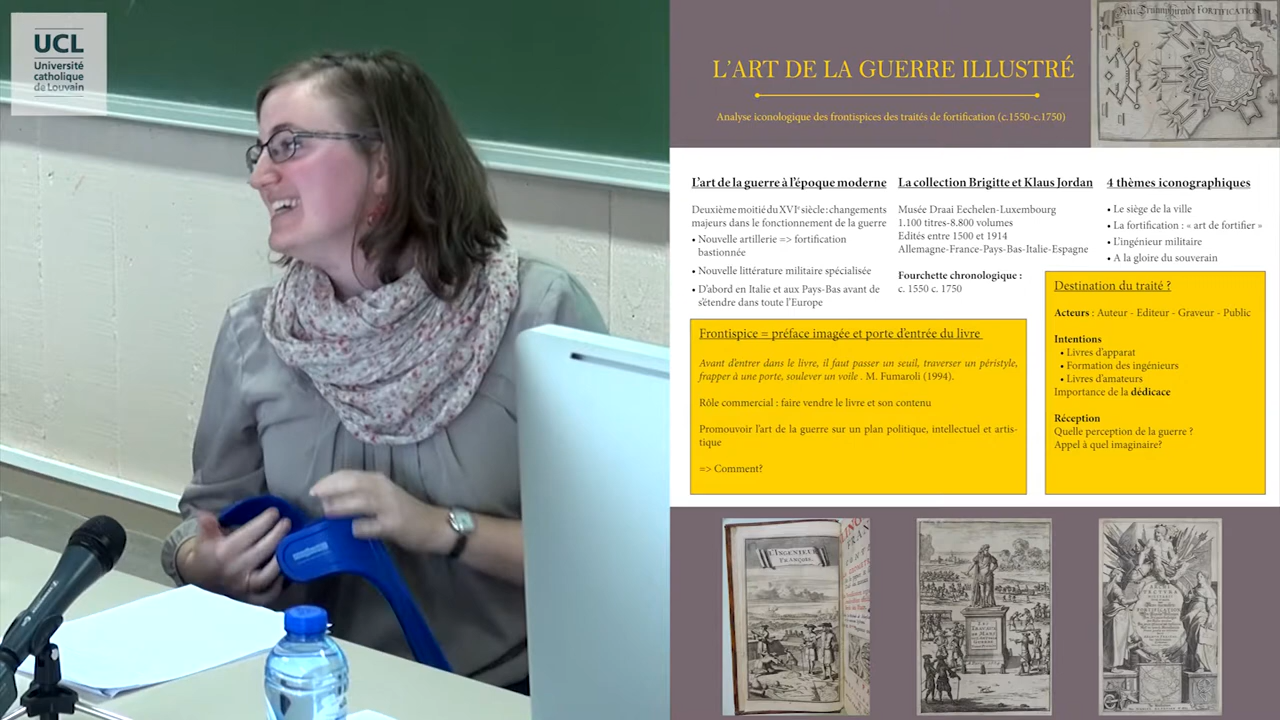 UCL
Université
catholique
de Louvain
L'ART DE LA GUERRE ILLUSTRÉ
Analyse iconologique des frontispices des traités de fortification (c.1550-c.1750)
FORTIFICATION
L'art de la guerre à l'époque moderne
Deuxième moitié du XVIe siècle : changements
majeurs dans le fonctionnement de la guerre
• Nouvelle artillerie => fortification
bastionnée
• Nouvelle littérature militaire spécialisée
• D'abord en Italie et aux Pays-Bas avant de
s'étendre dans toute l'Europe
La collection Brigitte et Klaus Jordan
Musée Draai Eechelen-Luxembourg
1.100 titres-8.800 volumes
Edités entre 1500 et 1914
Allemagne-France-Pays-Bas-Italie-Espagne
Fourchette chronologique :
c. 1550 c. 1750
4 thèmes iconographiques
• Le siège de la ville
• La fortification : « art de fortifier »
• L'ingénieur militaire
• A la gloire du souverain
Frontispice = préface imagée et porte d'entrée du livre
Avant d'entrer dans le livre, il faut passer un seuil, traverser un péristyle,
frapper à une porte, soulever un voile . M. Fumaroli (1994).
Rôle commercial : faire vendre le livre et son contenu
Promouvoir l'art de la guerre sur un plan politique, intellectuel et artis-
tique
=> Comment?
Destination du traité ?
Acteurs : Auteur - Editeur - Graveur - Public
Intentions
• Livres d'apparat
• Formation des ingénieurs
• Livres d'amateurs
Importance de la dédicace
Réception
Quelle perception de la guerre ?
Appel à quel imaginaire?
L'INGENIEUR
FRANÇOIS.
LES
TRAVAUX
DE MARS